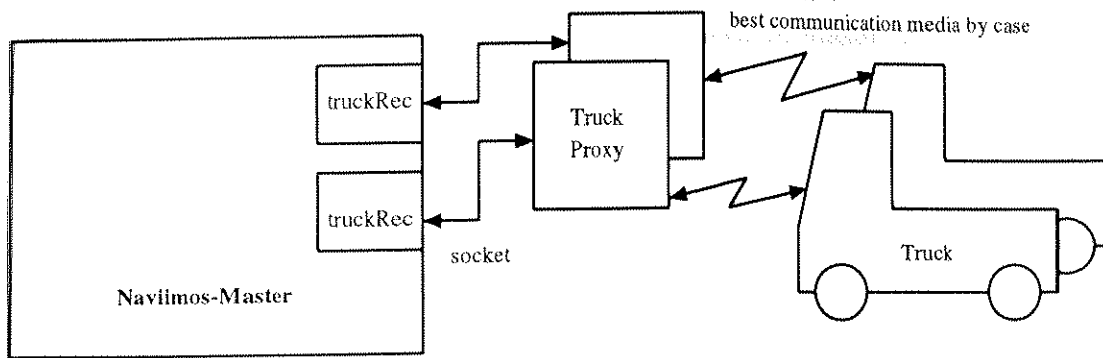 best communication media by case
truckRec
Truck
Proxy
truckRec
socket
Truck
Naviimos-Master